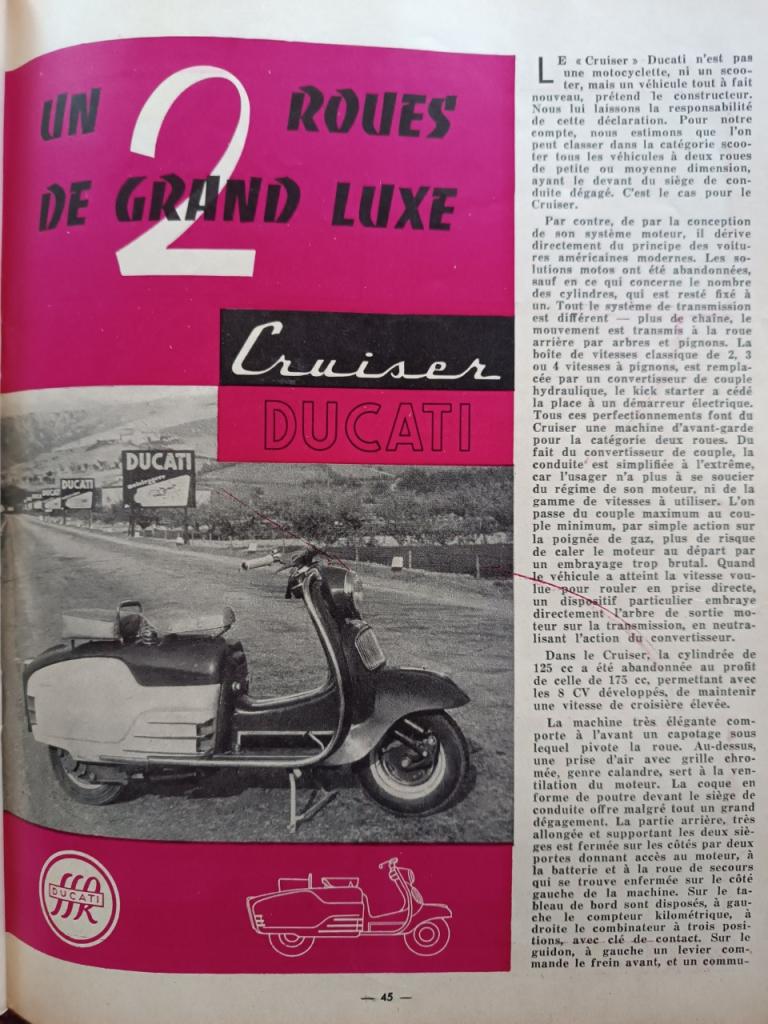 UN 2 ROUES
DE GRAND LUXE
Cruiser
DUCATI
DUCATI
DUCATI
DUCATI
LE « Cruiser » Ducati n'est pas
une motocyclette, ni un scoo-
ter, mais un véhicule tout à fait
nouveau, prétend le constructeur.
Nous lui laissons la responsabilité
de cette déclaration. Pour notre
compte, nous estimons que l'on
peut classer dans la catégorie scoo-
ter tous les véhicules à deux roues
de petite ou moyenne dimension,
ayant le devant du siège de con-
duite dégagé. C'est le cas pour le
Cruiser.
Par contre, de par la conception
de son système moteur, il dérive
directement du principe des voitu-
res américaines modernes. Les so-
lutions motos ont été abandonnées,
sauf en ce qui concerne le nombre
des cylindres, qui est resté fixé à
un. Tout le système de transmission
est différent — plus de chaîne, le
mouvement est transmis à la roue
arrière par arbres et pignons. La
boîte de vitesses classique de 2, 3
ou 4 vitesses à pignons, est rempla-
cée par un convertisseur de couple
hydraulique, le kick starter a cédé
la place à un démarreur électrique.
Tous ces perfectionnements font du
Cruiser une machine d'avant-garde
pour la catégorie deux roues. Du
fait du convertisseur de couple, la
conduite est simplifiée à l'extrême,
car l'usager n'a plus à se soucier
du régime de son moteur, ni de la
gamme de vitesses à utiliser. L'on
passe du couple maximum au cou-
ple minimum, par simple action sur
la poignée de gaz, plus de risque
de caler le moteur au départ par
un embrayage trop brutal. Quand
le véhicule a atteint la vitesse vou-
lue pour rouler en prise directe,
un dispositif particulier embraye
directement l'arbre de sortie mo-
teur sur la transmission, en neutra-
lisant l'action du convertisseur.
Dans le Cruiser, la cylindrée de
125 cc a été abandonnée au profit
de celle de 175 cc, permettant avec
les 8 CV développés, de maintenir
une vitesse de croisière élevée.
La machine très élégante com-
porte à l'avant un capotage sous
lequel pivote la roue. Au-dessus,
une prise d'air avec grille chro-
mée, genre calandre, sert à la ven-
tilation du moteur. La coque en
forme de poutre devant le siège de
conduite offre malgré tout un grand
dégagement. La partie arrière, très
allongée et supportant les deux siè-
ges est fermée sur les côtés par deux
portes donnant accès au moteur, à
la batterie et à la roue de secours
qui se trouve enfermée sur le côté
gauche de la machine. Sur le ta-
bleau de bord sont disposés, à gau-
che le compteur kilométrique, à
droite le combinateur à trois posi-
tions, avec clé de contact. Sur le
guidon, à gauche un levier com-
mande le frein avant, et un commu-
— 45 —